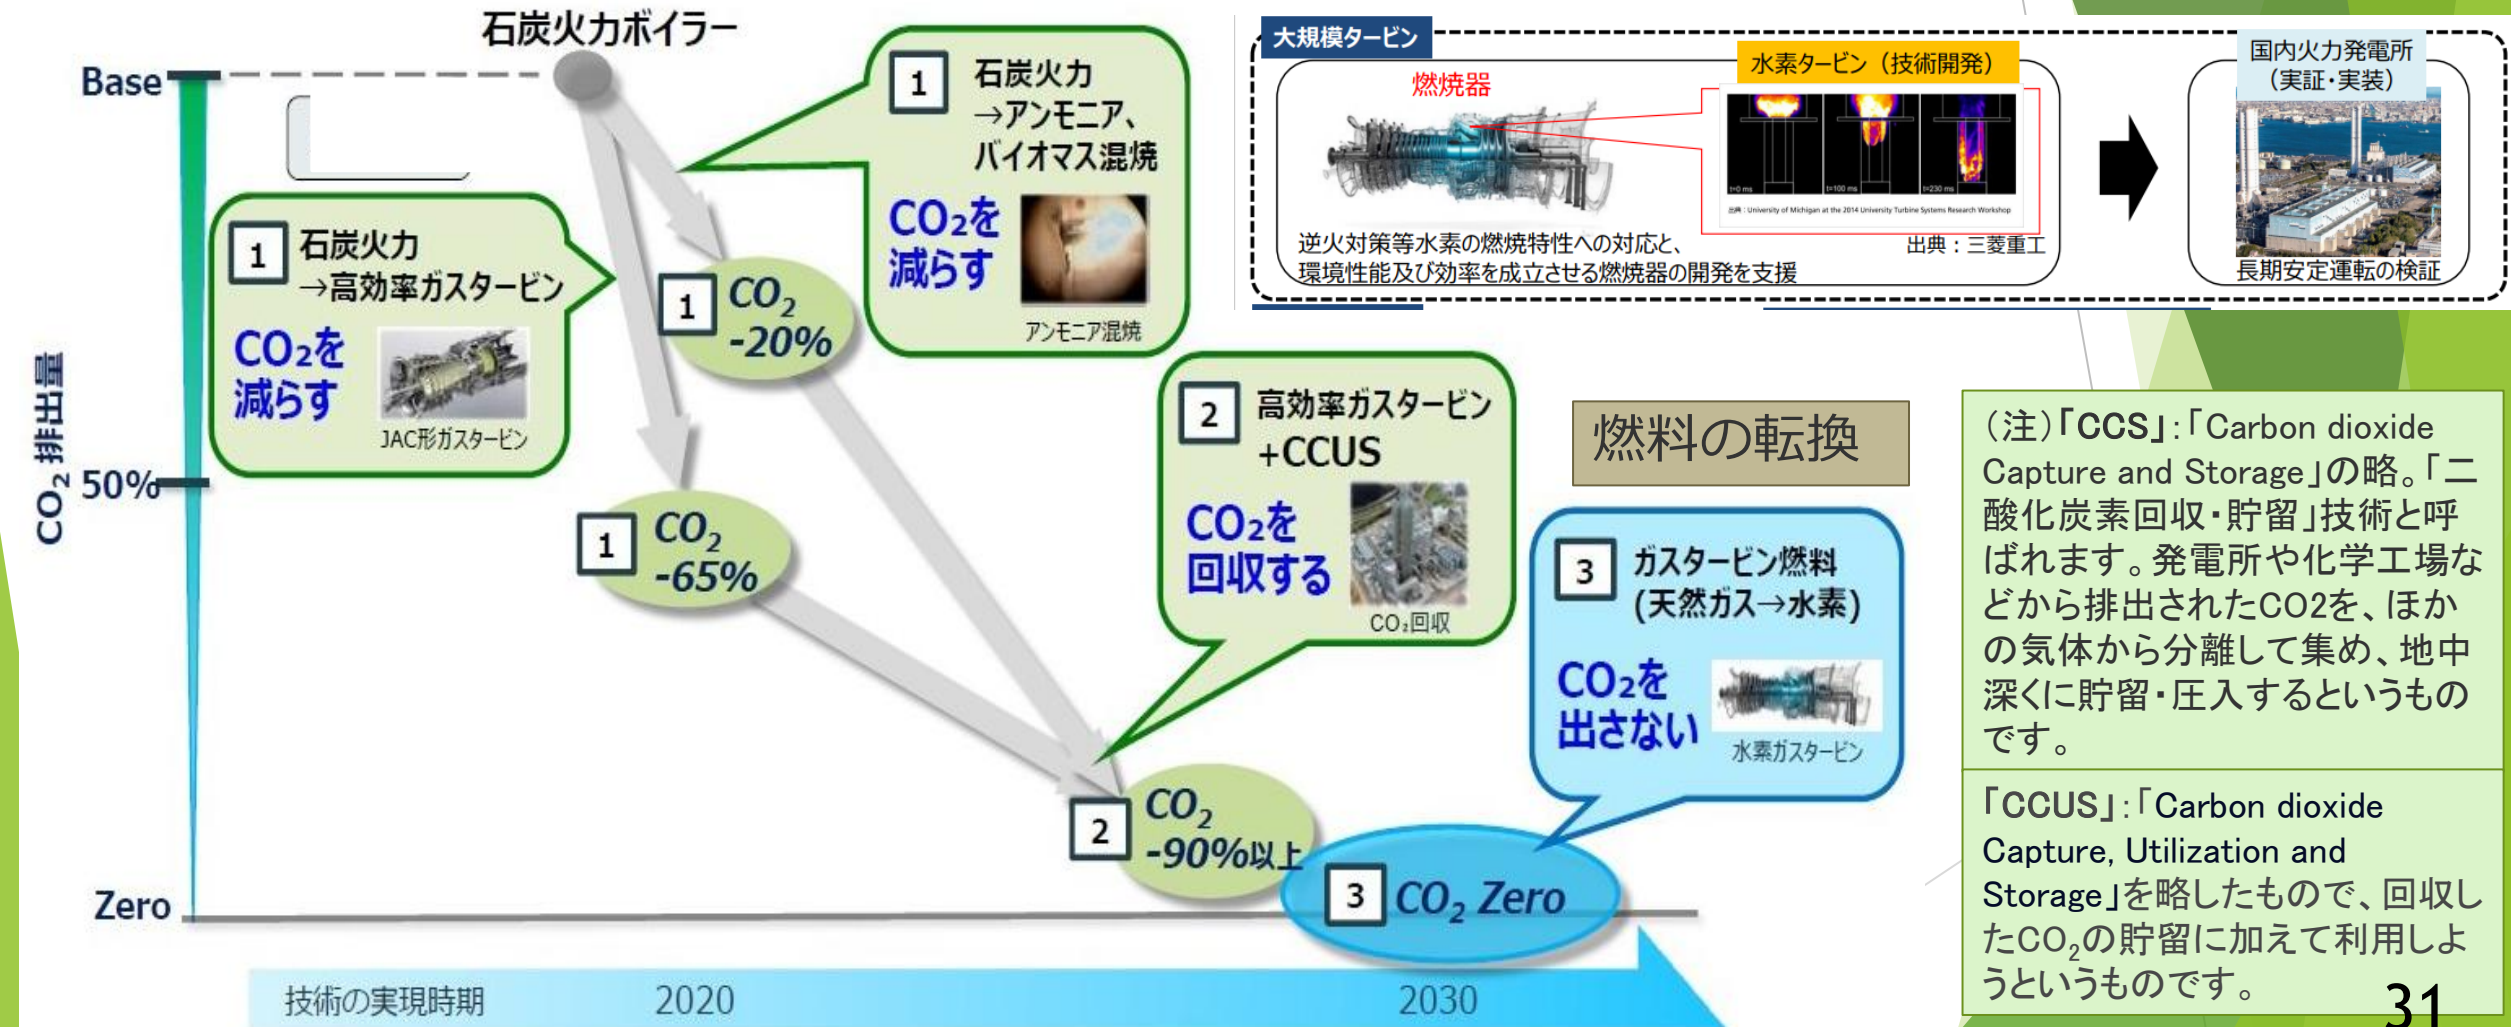 石炭火力ボイラー
Base
50%
Zero
CO₂ 排出量
1
石炭火力
→アンモニア、
バイオマス混焼
CO₂を
減らす
アンモニア混焼
1
石炭火力
→高効率ガスタービン
CO₂を
減らす
JAC形ガスタービン
1
CO₂
-20%
1
CO₂
-65%
2
高効率ガスタービン
+CCUS
CO₂を
回収する
CO₂回収
2
CO₂
-90%以上
3
ガスタービン燃料
(天然ガス→水素)
CO₂を
出さない
水素ガスタービン
3
CO₂ Zero
技術の実現時期
2020
2030
大規模タービン
燃焼器
水素タービン（技術開発）
t=0 ms
t=100 ms
t=230 ms
出典：University of Michigan at the 2014 University Turbine Systems Research Workshop
逆火対策等水素の燃焼特性への対応と、
環境性能及び効率を成立させる燃焼器の開発を支援
出典：三菱重工
国内火力発電所
（実証・実装）
長期安定運転の検証
燃料の転換
（注）「CCS」：「Carbon dioxide
Capture and Storage」の略。「二
酸化炭素回収・貯留」技術と呼
ばれます。発電所や化学工場な
どから排出されたCO2を、ほか
の気体から分離して集め、地中
深くに貯留・圧入するというもの
です。
「CCUS」：「Carbon dioxide
Capture, Utilization and
Storage」を略したもので、回収し
たCO₂の貯留に加えて利用しよ
うというものです。
31